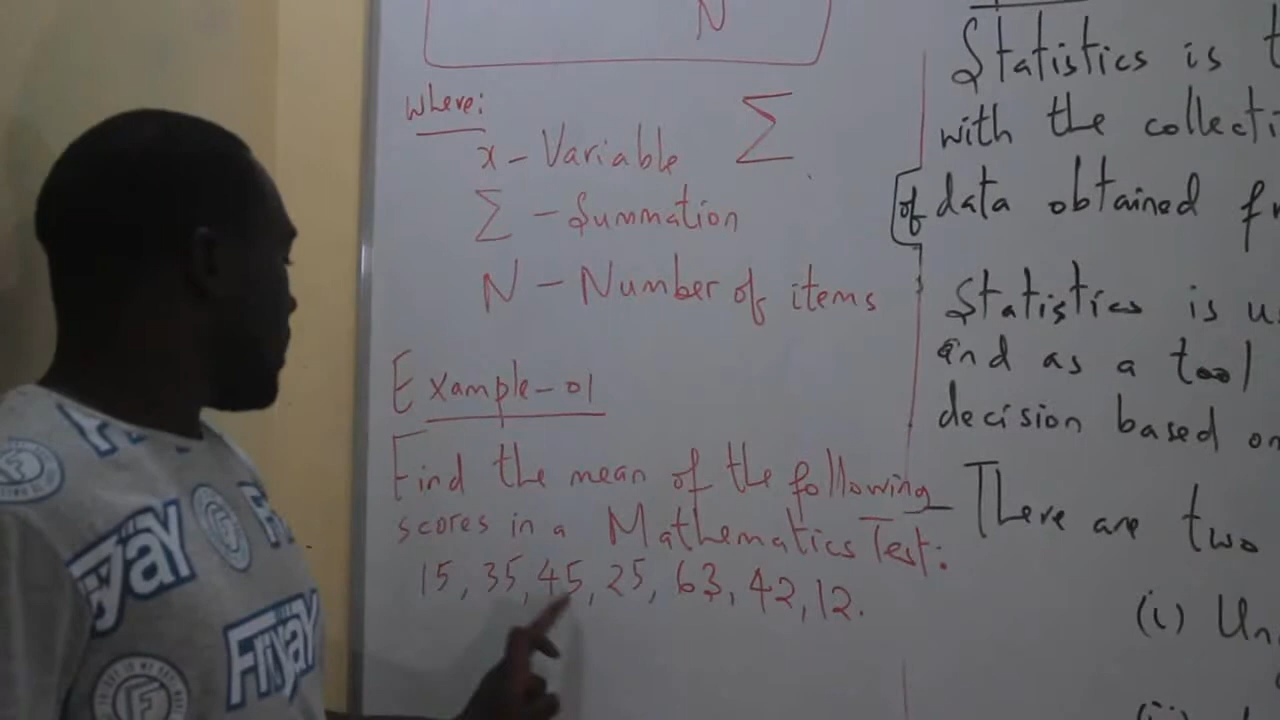 N
where:
x - Variable Σ
Σ - Summation
N - Number of items
Example-01
Find the mean of the following
scores in a Mathematics Test:
15, 35, 45, 25, 63, 42, 12.
Statistics is t
with the collecti
of data obtained fr
Statistics is u
and as a tool
decision based on
There are two
(i) Un
(ii)
Friyay
FriYAY